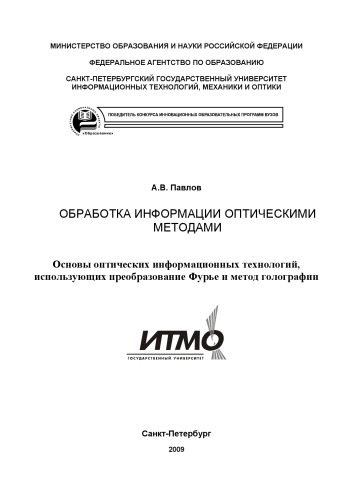 МИНИСТЕРСТВО ОБРАЗОВАНИЯ И НАУКИ РОССИЙСКОЙ ФЕДЕРАЦИИ
ФЕДЕРАЛЬНОЕ АГЕНТСТВО ПО ОБРАЗОВАНИЮ
САНКТ-ПЕТЕРБУРГСКИЙ ГОСУДАРСТВЕННЫЙ УНИВЕРСИТЕТ
ИНФОРМАЦИОННЫХ ТЕХНОЛОГИЙ, МЕХАНИКИ И ОПТИКИ
ПОБЕДИТЕЛЬ КОНКУРСА ИННОВАЦИОННЫХ ОБРАЗОВАТЕЛЬНЫХ ПРОГРАММ ВУЗОВ
«Образование»
А.В. Павлов
ОБРАБОТКА ИНФОРМАЦИИ ОПТИЧЕСКИМИ
МЕТОДАМИ
Основы оптических информационных технологий,
использующих преобразование Фурье и метод голографии
ИТМО
ГОСУДАРСТВЕННЫЙ УНИВЕРСИТЕТ
Санкт-Петербург
2009